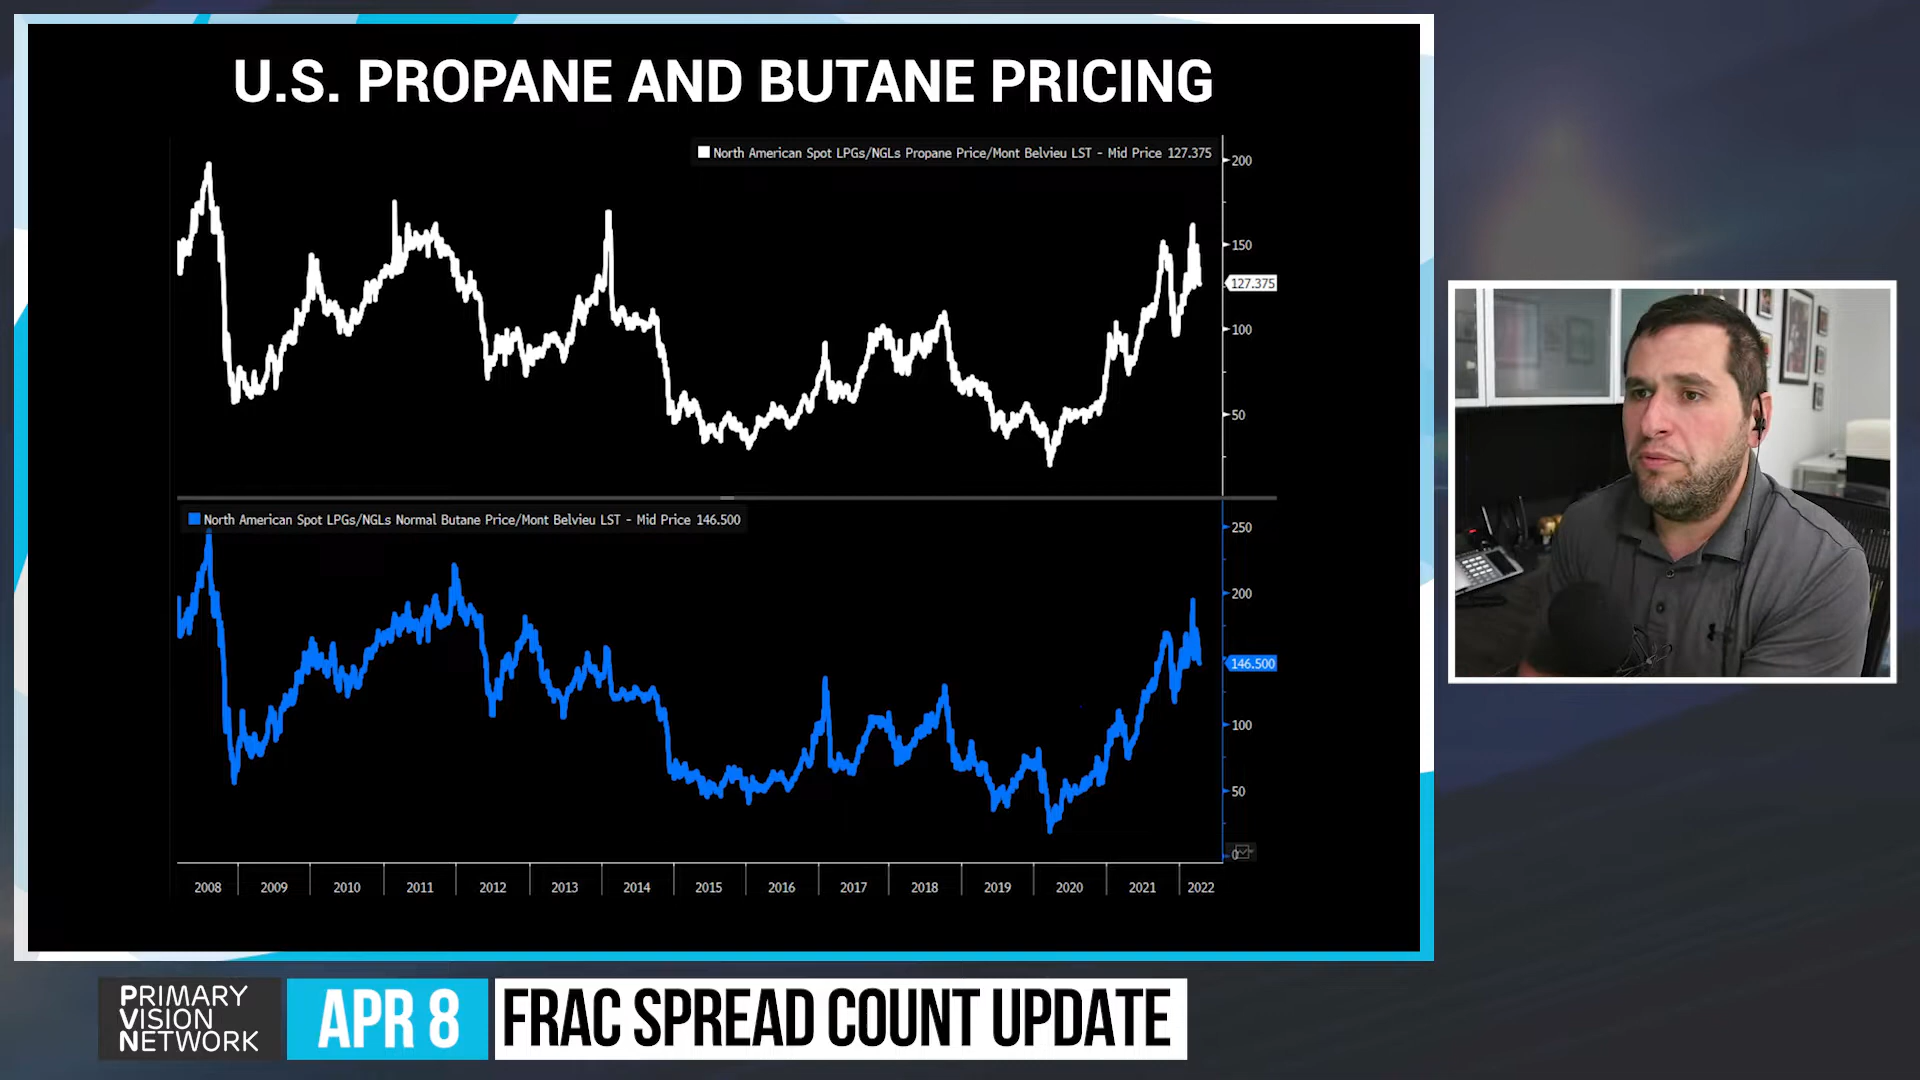 U.S. PROPANE AND BUTANE PRICING
North American Spot LPGs/NGLs Propane Price/Mont Belvieu LST - Mid Price 127.375
200
150
127.375
100
50
North American Spot LPGs/NGLs Normal Butane Price/Mont Belvieu LST - Mid Price 146.500
250
200
146.500
100
50
0
2008 2009 2010 2011 2012 2013 2014 2015 2016 2017 2018 2019 2020 2021 2022
PRIMARY
VISION
NETWORK
APR 8
FRAC SPREAD COUNT UPDATE